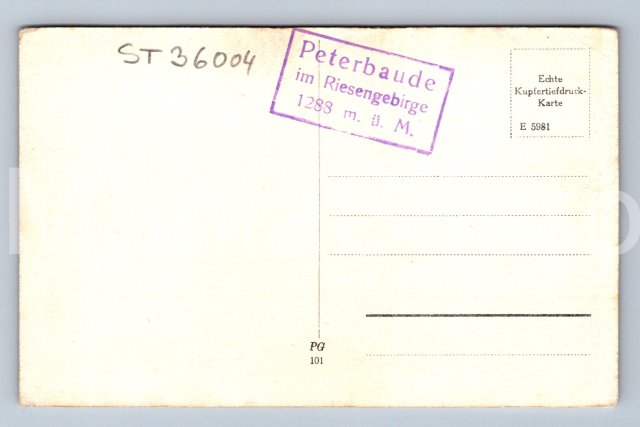 ST 36004
Peterbaude
im Riesengebirge
1288 m. ü. M.
Echte
Kupfertiefdruck-
Karte
E 5981
PG
101